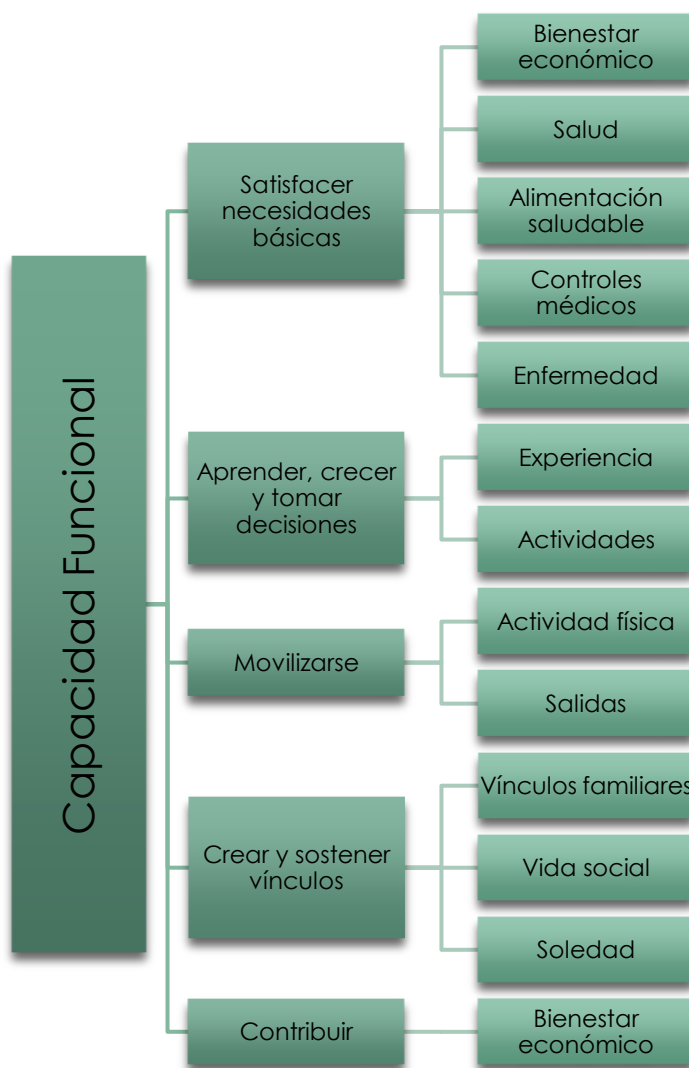 Capacidad Funcional
Satisfacer
necesidades
básicas
Bienestar
económico
Salud
Alimentación
saludable
Controles
médicos
Enfermedad
Aprender, crecer
y tomar
decisiones
Experiencia
Actividades
Movilizarse
Actividad física
Salidas
Crear y sostener
vínculos
Vínculos familiares
Vida social
Soledad
Contribuir
Bienestar
económico